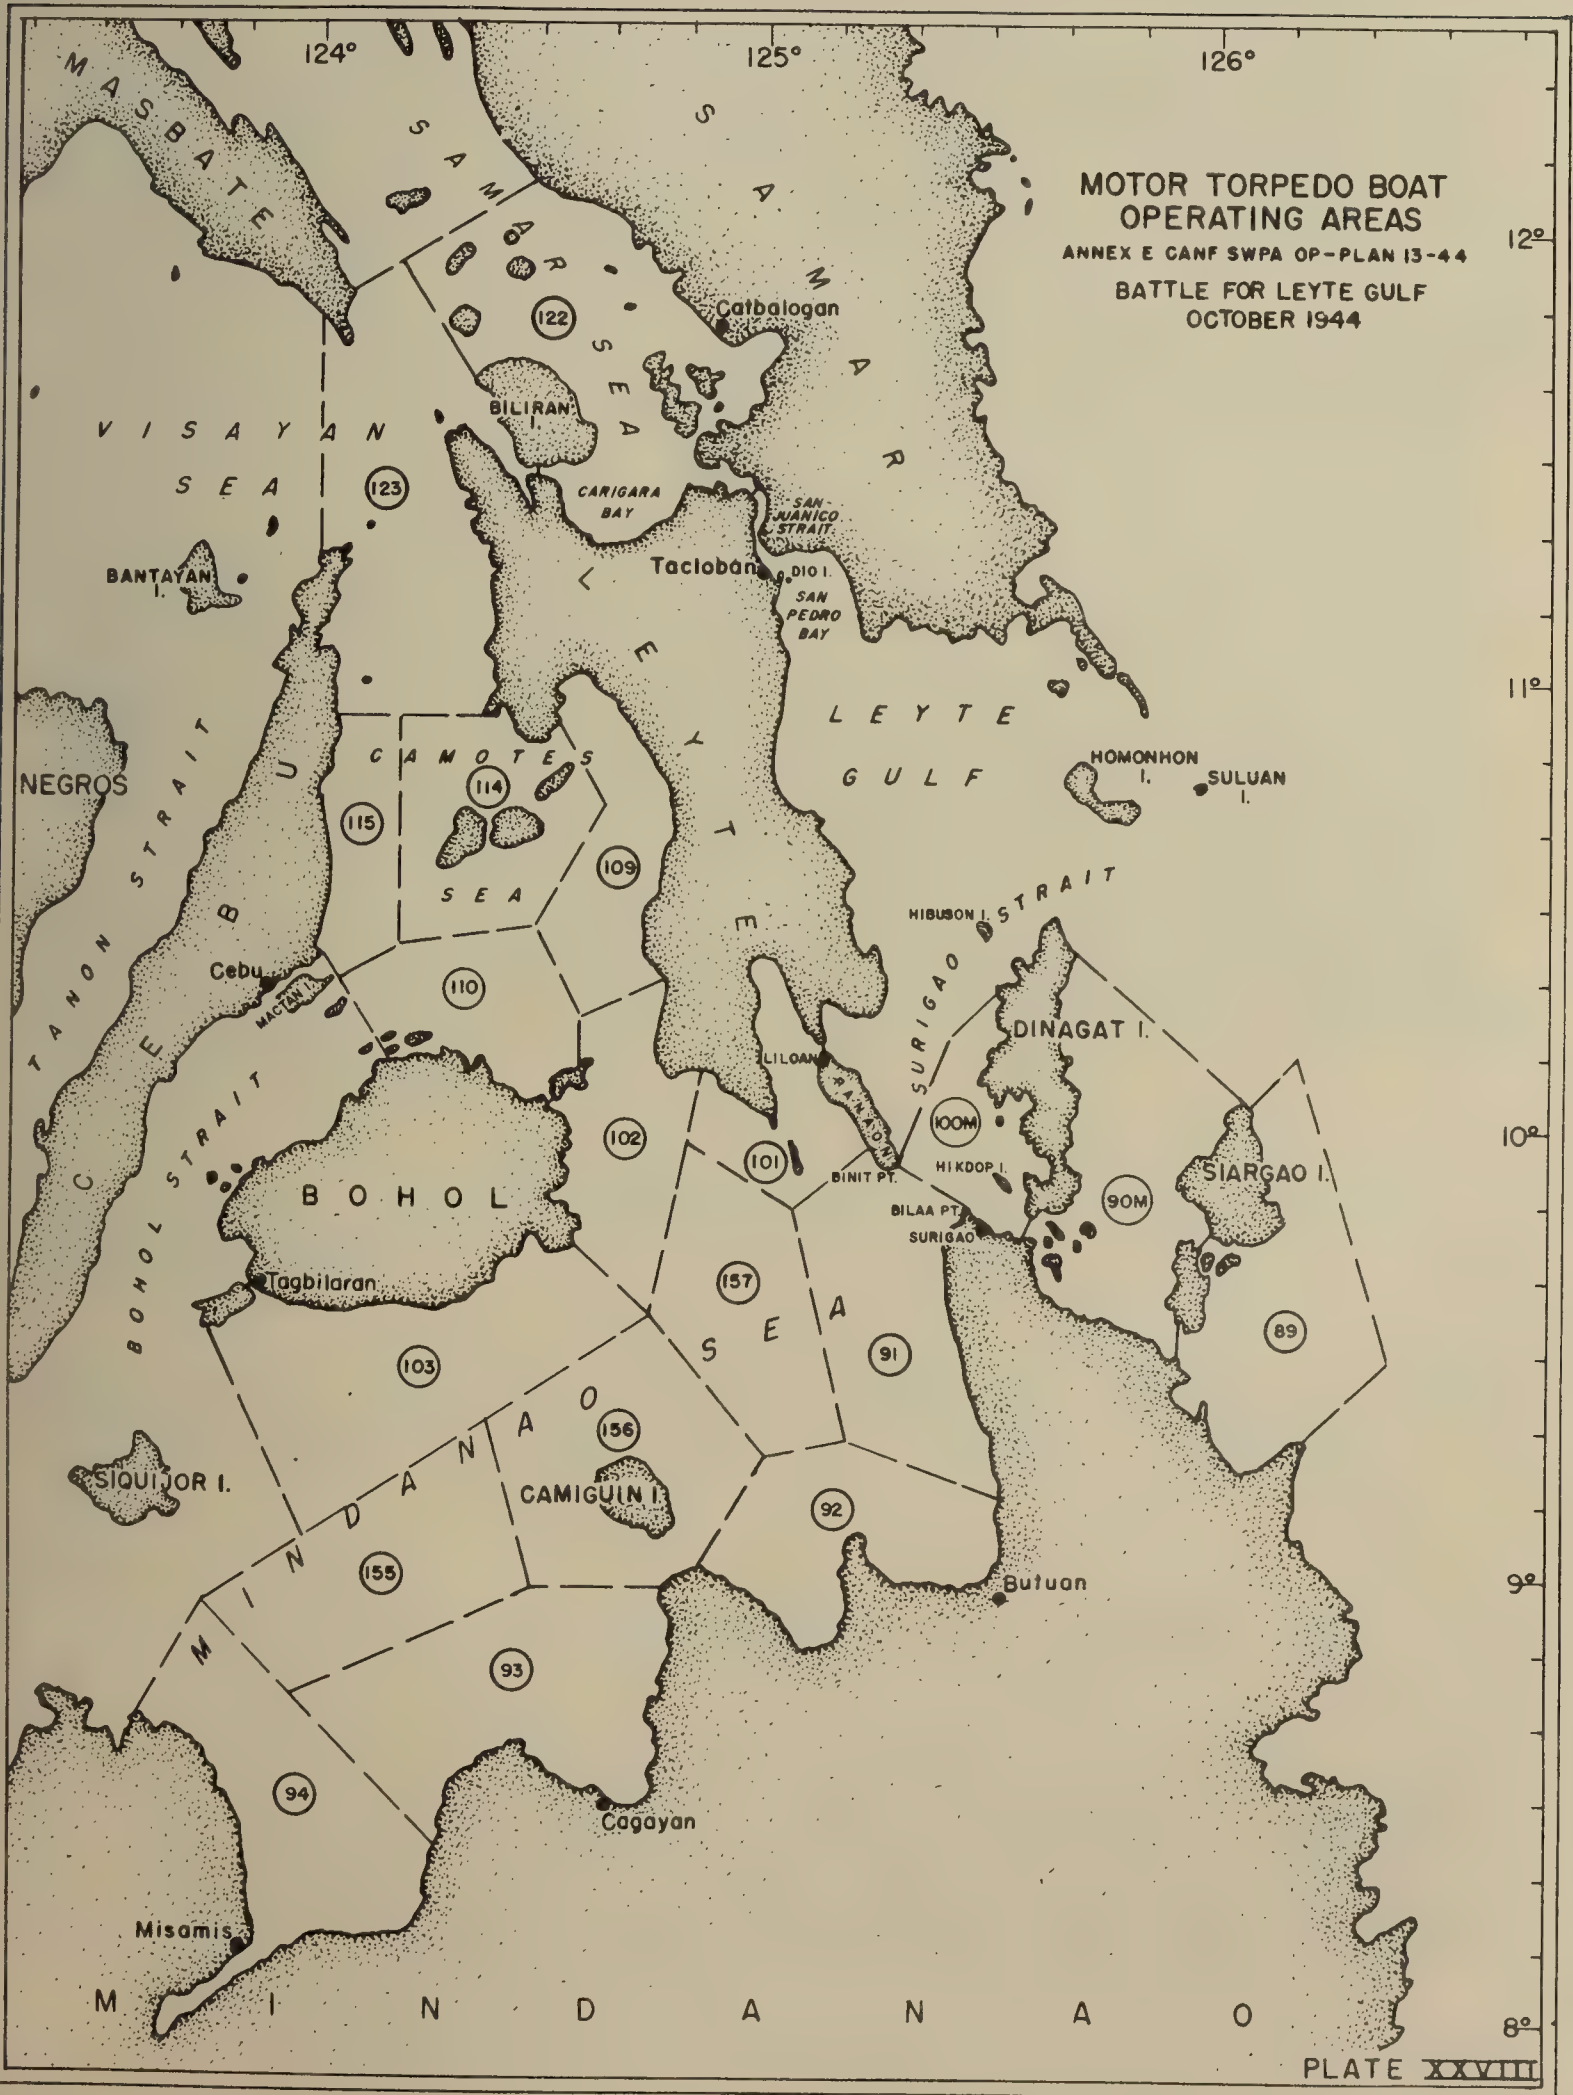 124°
125°
126°
MASBATE
SAMAR SEA
SAMAR
MOTOR TORPEDO BOAT
OPERATING AREAS
ANNEX E CANF SWPA OP-PLAN 13-44
BATTLE FOR LEYTE GULF
OCTOBER 1944
12°
122
Catbalogan
BILIRAN
I.
VISAYAN
SEA
123
CARIGARA
BAY
SAN
JUANICO
STRAIT
BANTAYAN
I.
Tacloban
DIO I.
SAN
PEDRO
BAY
LEYTE
11°
LEYTE
GULF
NEGROS
TANON STRAIT
CEBU
CAMOTES
SEA
114
115
109
HOMONHON
I.
SULUAN
I.
HIBUSON I.
SURIGAO STRAIT
Cebu
MACTAN I.
110
DINAGAT I.
LILOAN
PANAON
100M
10°
102
101
BINIT PT.
HIKDOP I.
BILAA PT.
SURIGAO
90M
SIARGAO I.
BOHOL STRAIT
BOHOL
Tagbilaran
157
91
89
103
MINDANAO SEA
156
SIQUIJOR I.
CAMIGUIN I.
92
155
Butuan
9°
93
94
Cagayan
Misamis
MINDANAO
8°
PLATE XXVIII